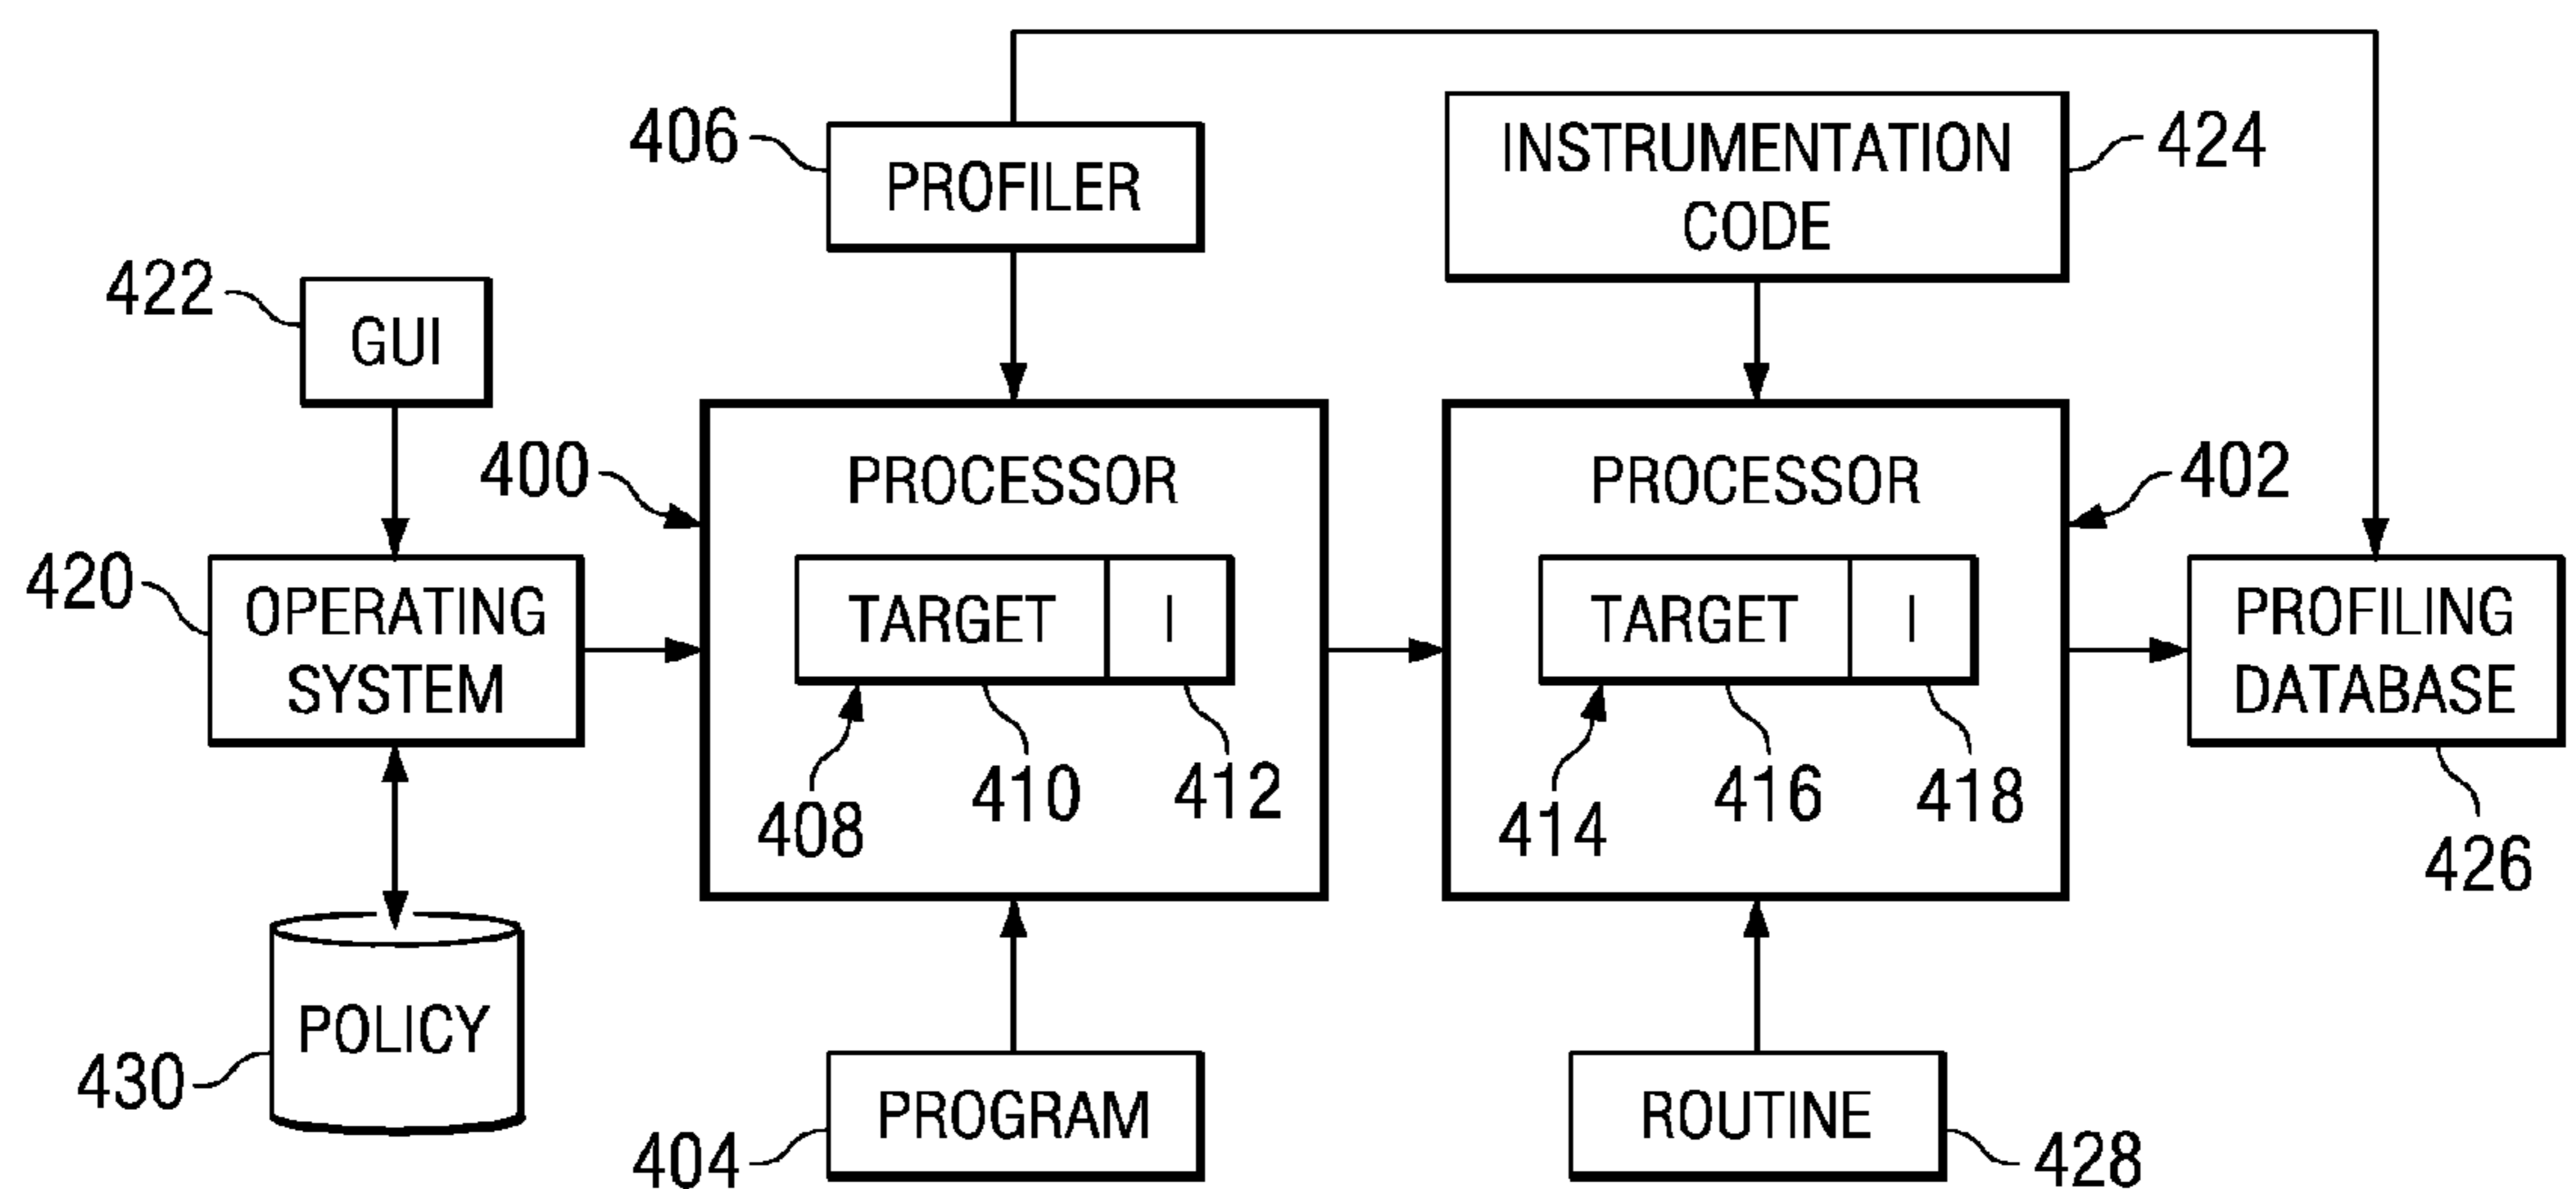 406
PROFILER
INSTRUMENTATION
CODE
424
422
GUI
400
PROCESSOR
PROCESSOR
402
420
OPERATING
SYSTEM
TARGET
I
TARGET
I
PROFILING
DATABASE
408
410
412
414
416
418
426
POLICY
430
PROGRAM
404
ROUTINE
428